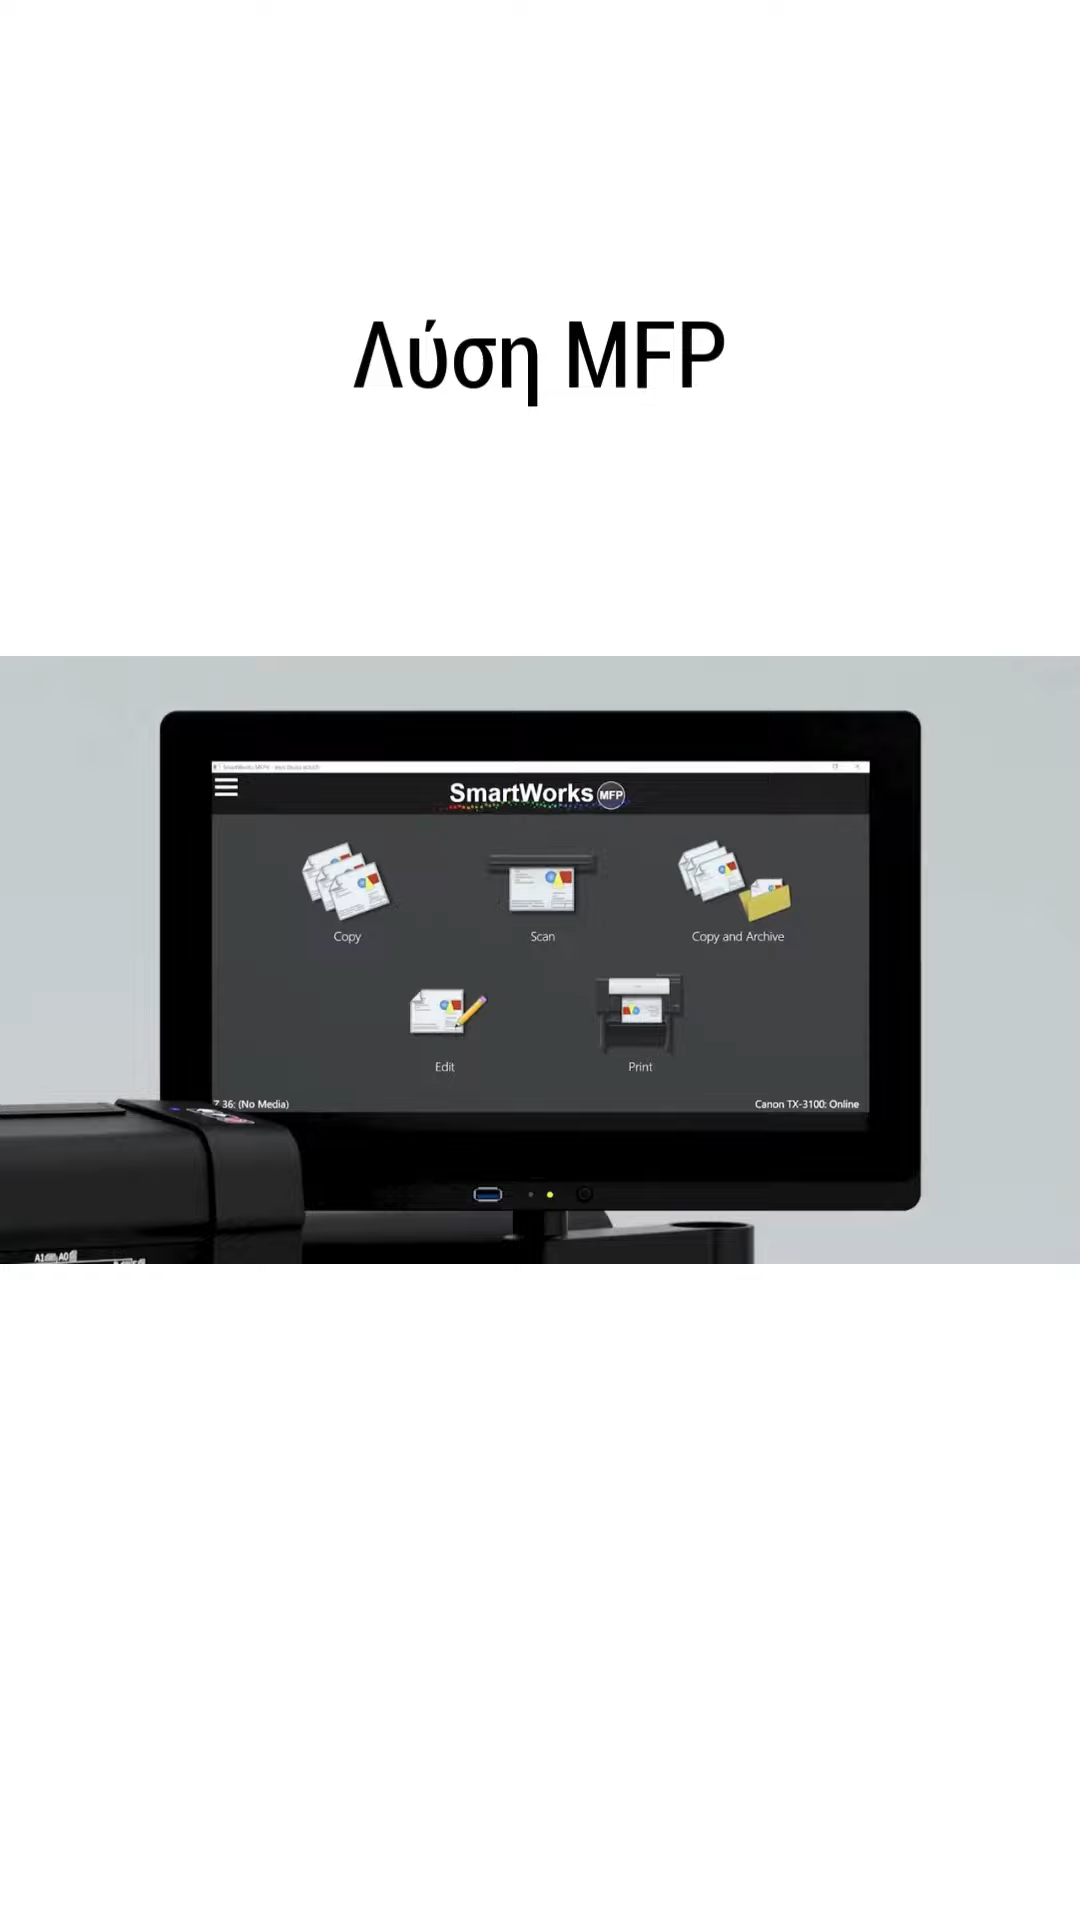 Λύση MFP
SmartWorks MFP
Copy
Scan
Copy and Archive
Edit
Print
Z 36: (No Media)
Canon TX-3100: Online
A1 A0